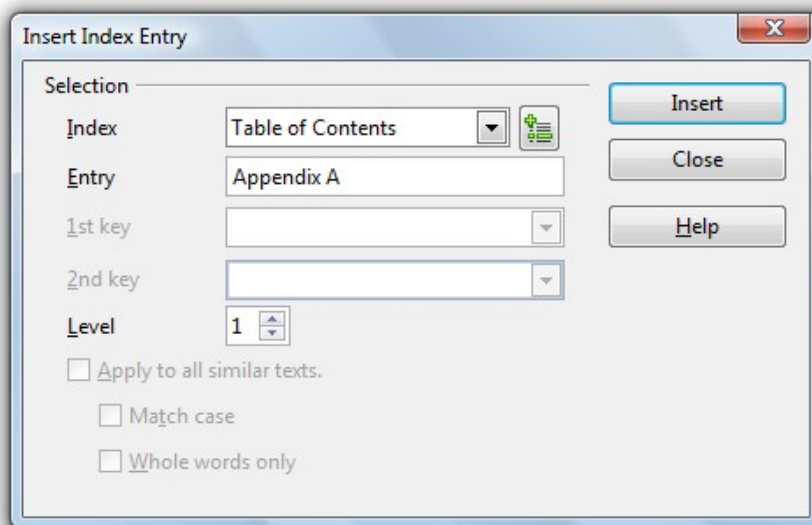 Insert Index Entry
Selection
Index Table of Contents
Insert
Entry Appendix A
Close
1st key
Help
2nd key
Level 1
Apply to all similar texts.
Match case
Whole words only